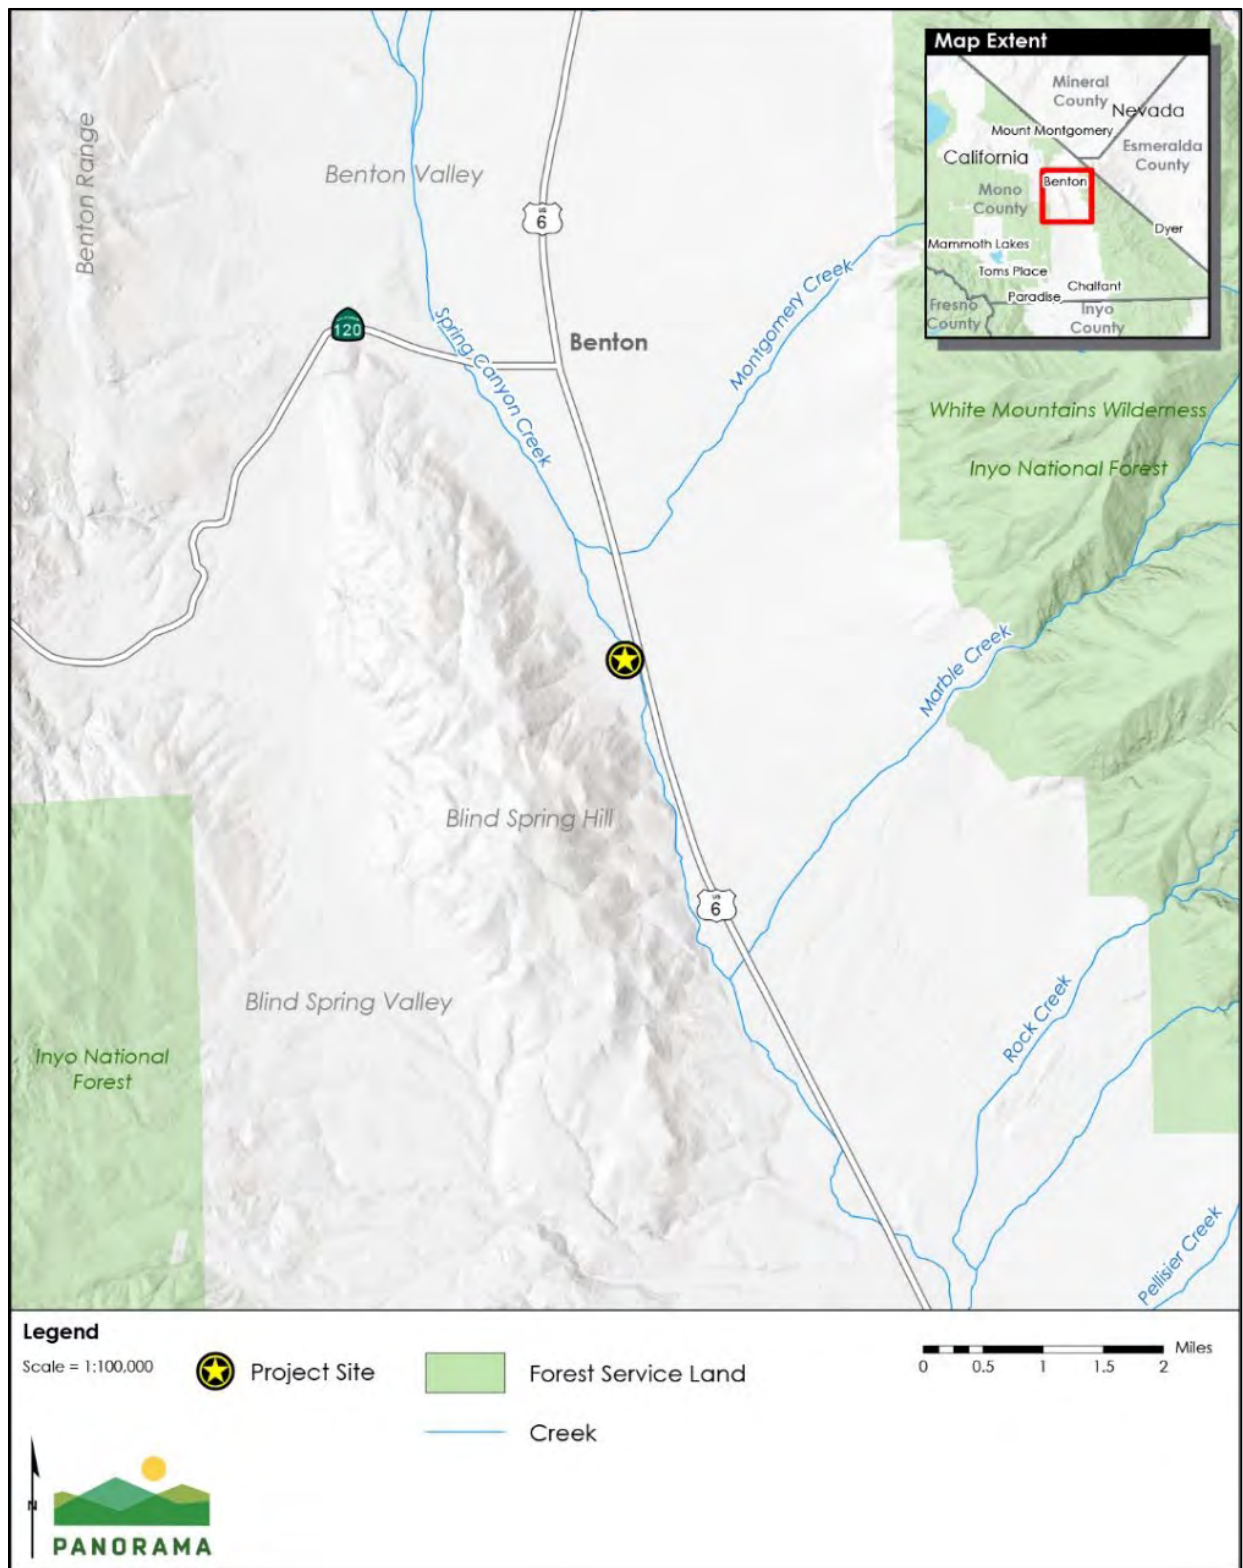 Map Extent
Mineral
County
Nevada
Mount Montgomery
Esmeralda
County
California
Benton
Mono
County
Dyer
Mammoth Lakes
Toms Place
Chalfant
Paradise
Fresno
County
Inyo
County
Benton Range
Benton Valley
US
6
120
Benton
Spring Canyon Creek
Montgomery Creek
White Mountains Wilderness
Inyo National Forest
Marble Creek
Blind Spring Hill
US
6
Blind Spring Valley
Rock Creek
Inyo National
Forest
Pellisier Creek
Legend
Scale = 1:100,000
Project Site
Forest Service Land
Creek
Miles
0 0.5 1 1.5 2
N
PANORAMA